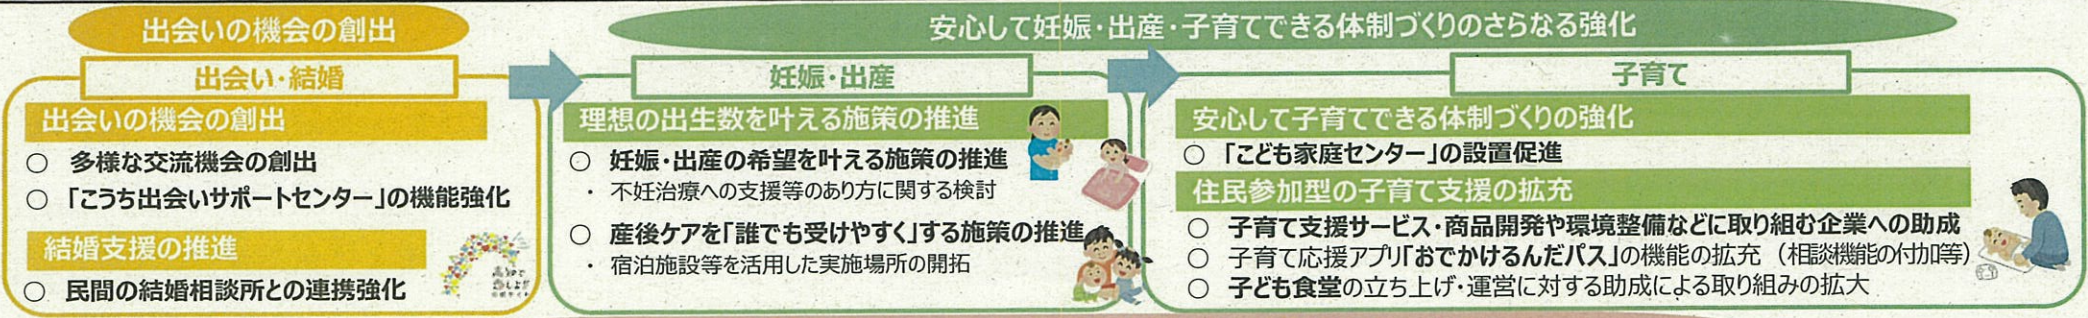 出会いの機会の創出
安心して妊娠・出産・子育てできる体制づくりのさらなる強化
出会い・結婚
出会いの機会の創出
○ 多様な交流機会の創出
○ 「こうち出会いサポートセンター」の機能強化
結婚支援の推進
○ 民間の結婚相談所との連携強化
高知で
恋しよ!!
妊娠・出産
理想の出生数を叶える施策の推進
○ 妊娠・出産の希望を叶える施策の推進
・ 不妊治療への支援等のあり方に関する検討
○ 産後ケアを「誰でも受けやすく」する施策の推進
・ 宿泊施設等を活用した実施場所の開拓
子育て
安心して子育てできる体制づくりの強化
○ 「こども家庭センター」の設置促進
住民参加型の子育て支援の拡充
○ 子育て支援サービス・商品開発や環境整備などに取り組む企業への助成
○ 子育て応援アプリ「おでかけるんだパス」の機能の拡充（相談機能の付加等）
○ 子ども食堂の立ち上げ・運営に対する助成による取り組みの拡大